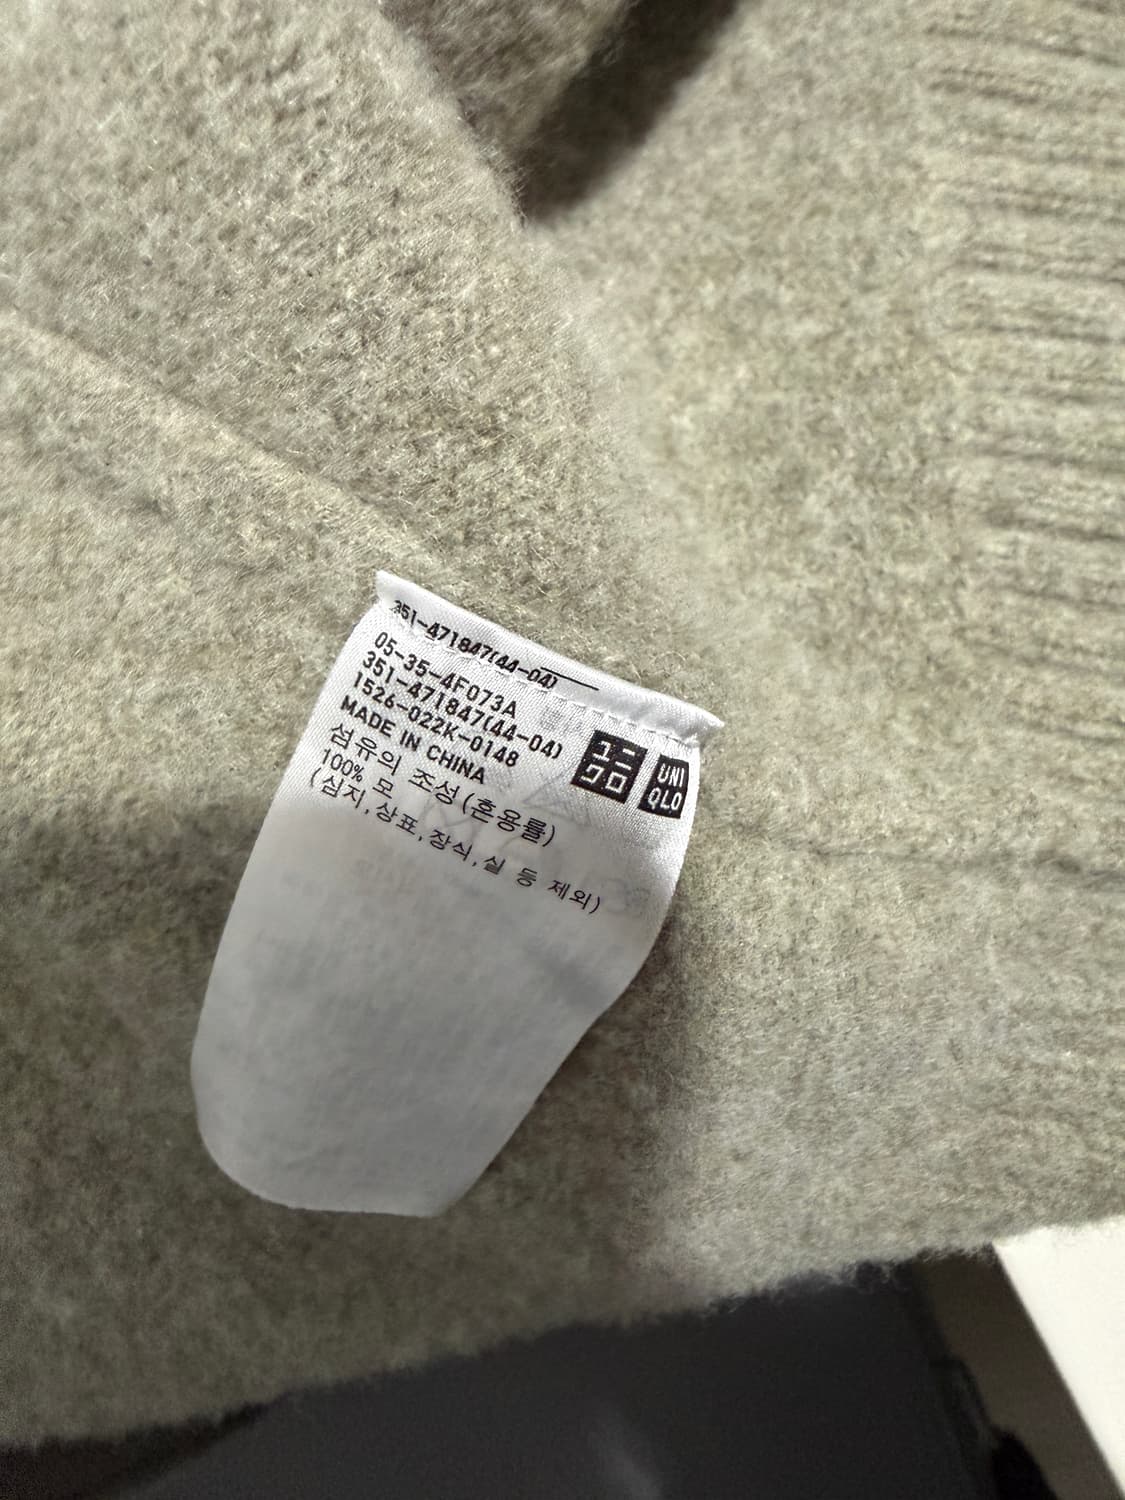 351-471847(44-04)
05-35-4F073A
351-471847(44-04)
1526-022K-0148
MADE IN CHINA
섬유의 조성(혼용률)
100% 모
(심지,상표,장식,실 등 제외)
ユニ
クロ
UNI
QLO